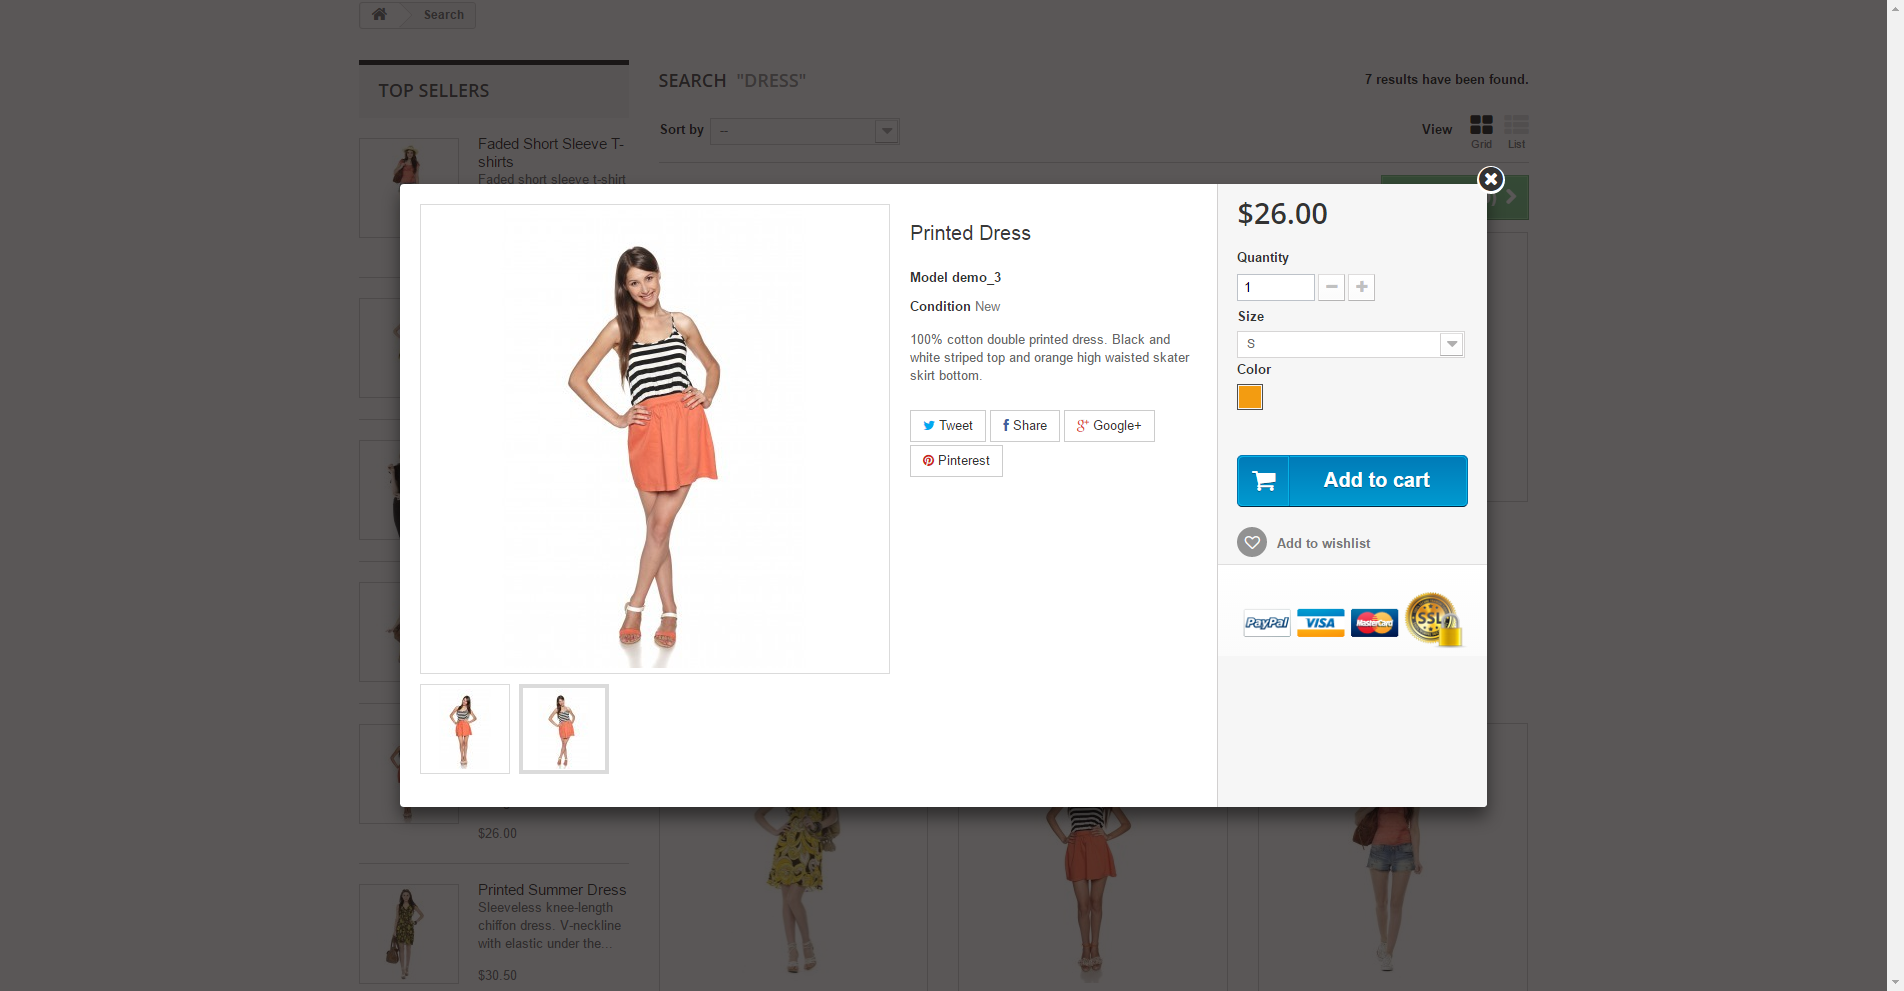 Search
TOP SELLERS
Faded Short Sleeve T-
shirts
Faded short sleeve t-shirt
SEARCH "DRESS"
7 results have been found.
Sort by --
View
Grid
List
Printed Dress
Model demo_3
Condition New
100% cotton double printed dress. Black and
white striped top and orange high waisted skater
skirt bottom.
Tweet
Share
Google+
Pinterest
$26.00
Quantity
1
Size
S
Color
Add to cart
Add to wishlist
PayPal
VISA
MasterCard
SSL
$26.00
Printed Summer Dress
Sleeveless knee-length
chiffon dress. V-neckline
with elastic under the...
$30.50